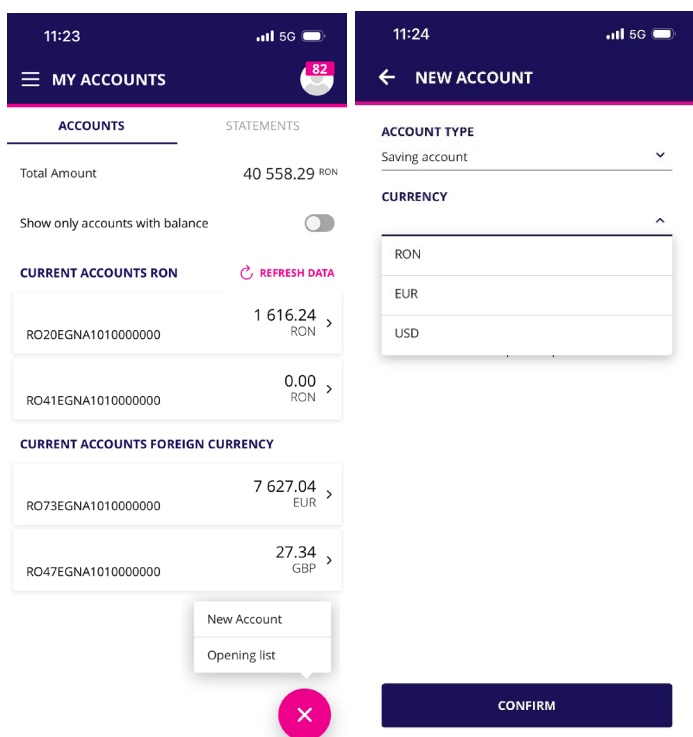 11:23
5G
MY ACCOUNTS
82
ACCOUNTS
STATEMENTS
Total Amount
40 558.29 RON
Show only accounts with balance
CURRENT ACCOUNTS RON
REFRESH DATA
1 616.24
RON
RO20EGNA1010000000
0.00
RON
RO41EGNA1010000000
CURRENT ACCOUNTS FOREIGN CURRENCY
7 627.04
EUR
RO73EGNA1010000000
27.34
GBP
RO47EGNA1010000000
New Account
Opening list
11:24
5G
NEW ACCOUNT
ACCOUNT TYPE
Saving account
CURRENCY
RON
EUR
USD
CONFIRM